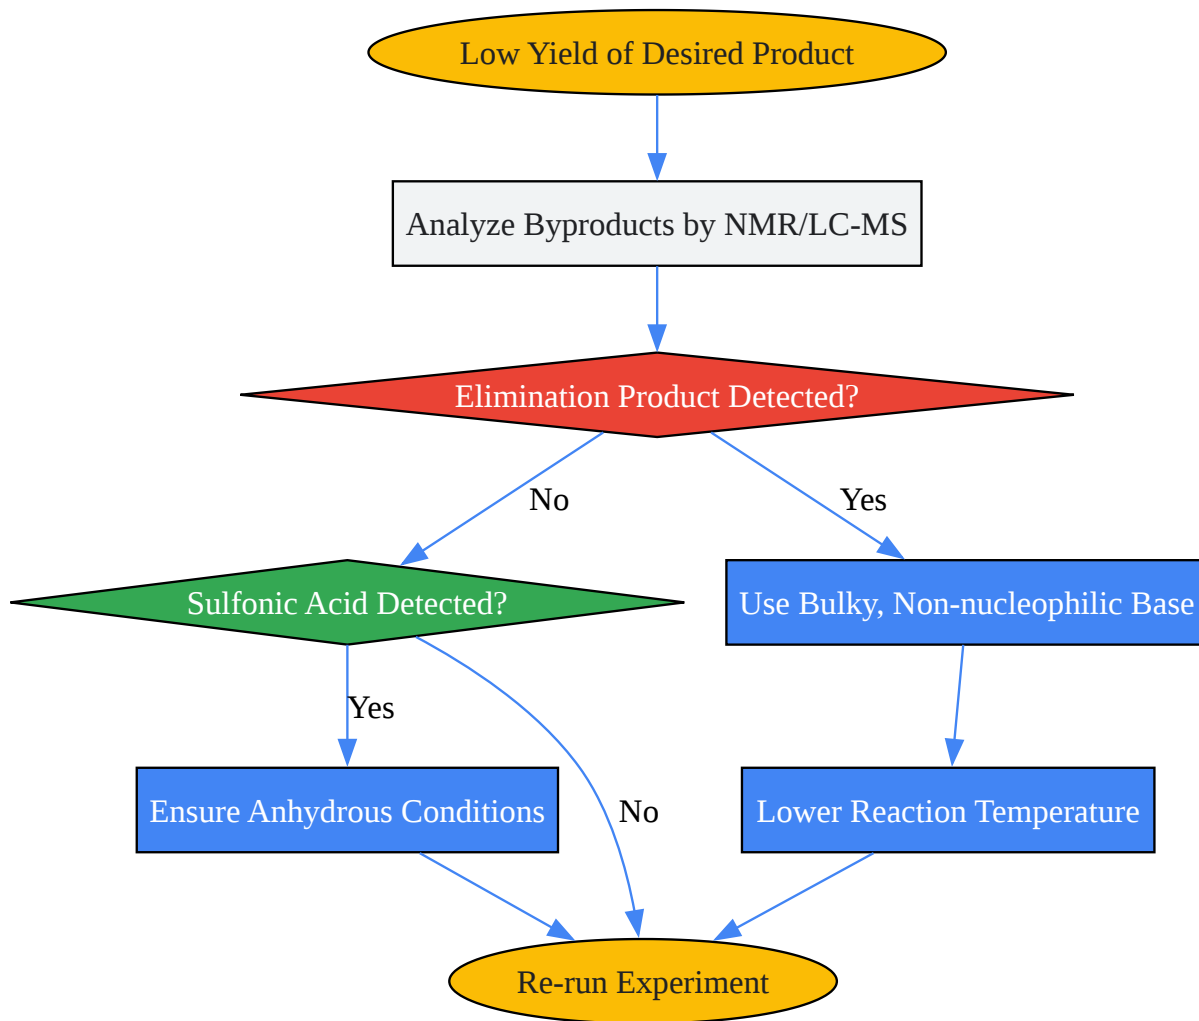 Low Yield of Desired Product
Analyze Byproducts by NMR/LC-MS
Elimination Product Detected?
No
Yes
Sulfonic Acid Detected?
Use Bulky, Non-nucleophilic Base
Yes
No
Ensure Anhydrous Conditions
Lower Reaction Temperature
Re-run Experiment